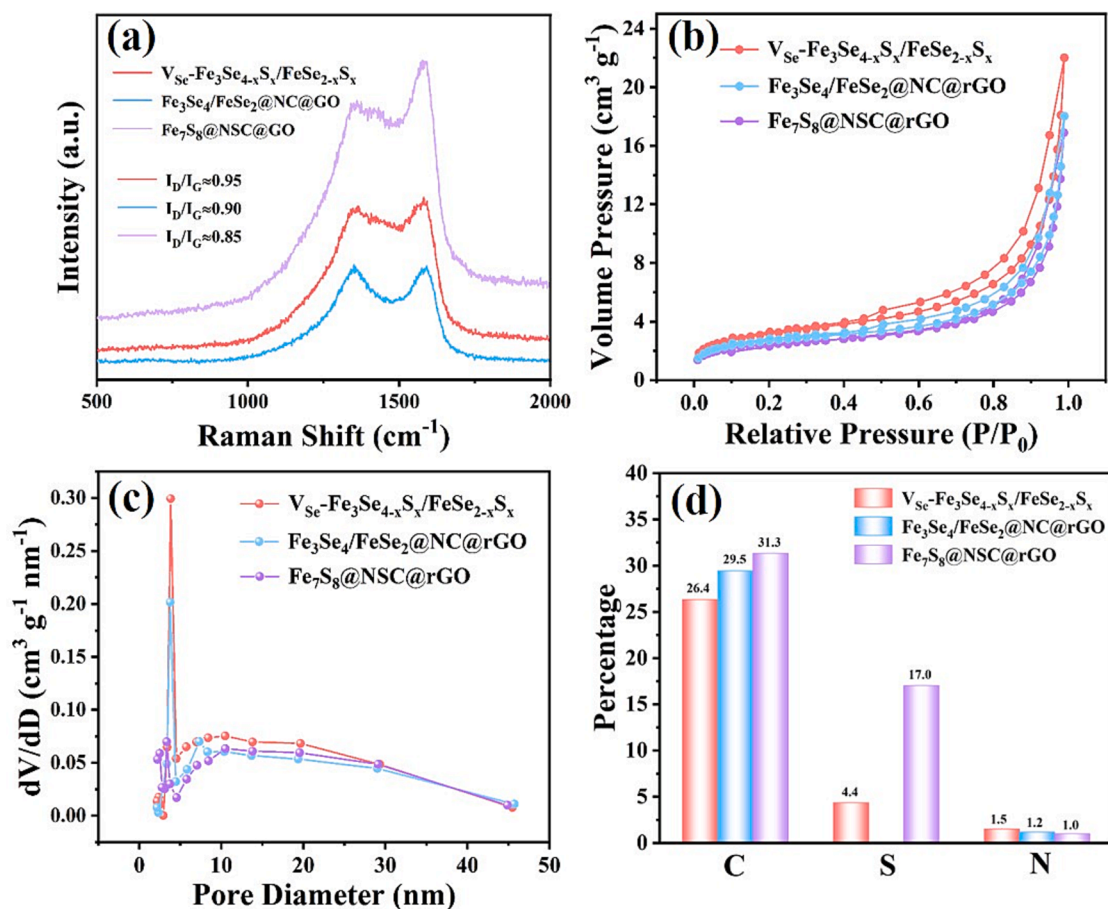 (a)
V_Se-Fe₃Se₄₋ₓSₓ/FeSe₂₋ₓSₓ
Fe₃Se₄/FeSe₂@NC@GO
Fe₇S₈@NSC@GO
I_D/I_G≈0.95
I_D/I_G≈0.90
I_D/I_G≈0.85
Intensity (a.u.)
500 1000 1500 2000
Raman Shift (cm⁻¹)
(b)
V_Se-Fe₃Se₄₋ₓSₓ/FeSe₂₋ₓSₓ
Fe₃Se₄/FeSe₂@NC@rGO
Fe₇S₈@NSC@rGO
Volume Pressure (cm³ g⁻¹)
24
20
16
12
8
4
0
0.0 0.2 0.4 0.6 0.8 1.0
Relative Pressure (P/P₀)
(c)
V_Se-Fe₃Se₄₋ₓSₓ/FeSe₂₋ₓSₓ
Fe₃Se₄/FeSe₂@NC@rGO
Fe₇S₈@NSC@rGO
dV/dD (cm³ g⁻¹ nm⁻¹)
0.30
0.25
0.20
0.15
0.10
0.05
0.00
0 10 20 30 40 50
Pore Diameter (nm)
(d)
V_Se-Fe₃Se₄₋ₓSₓ/FeSe₂₋ₓSₓ
Fe₃Se₄/FeSe₂@NC@rGO
Fe₇S₈@NSC@rGO
Percentage
40
35
30
25
20
15
10
5
0
26.4 29.5 31.3
4.4 17.0
1.5 1.2 1.0
C S N